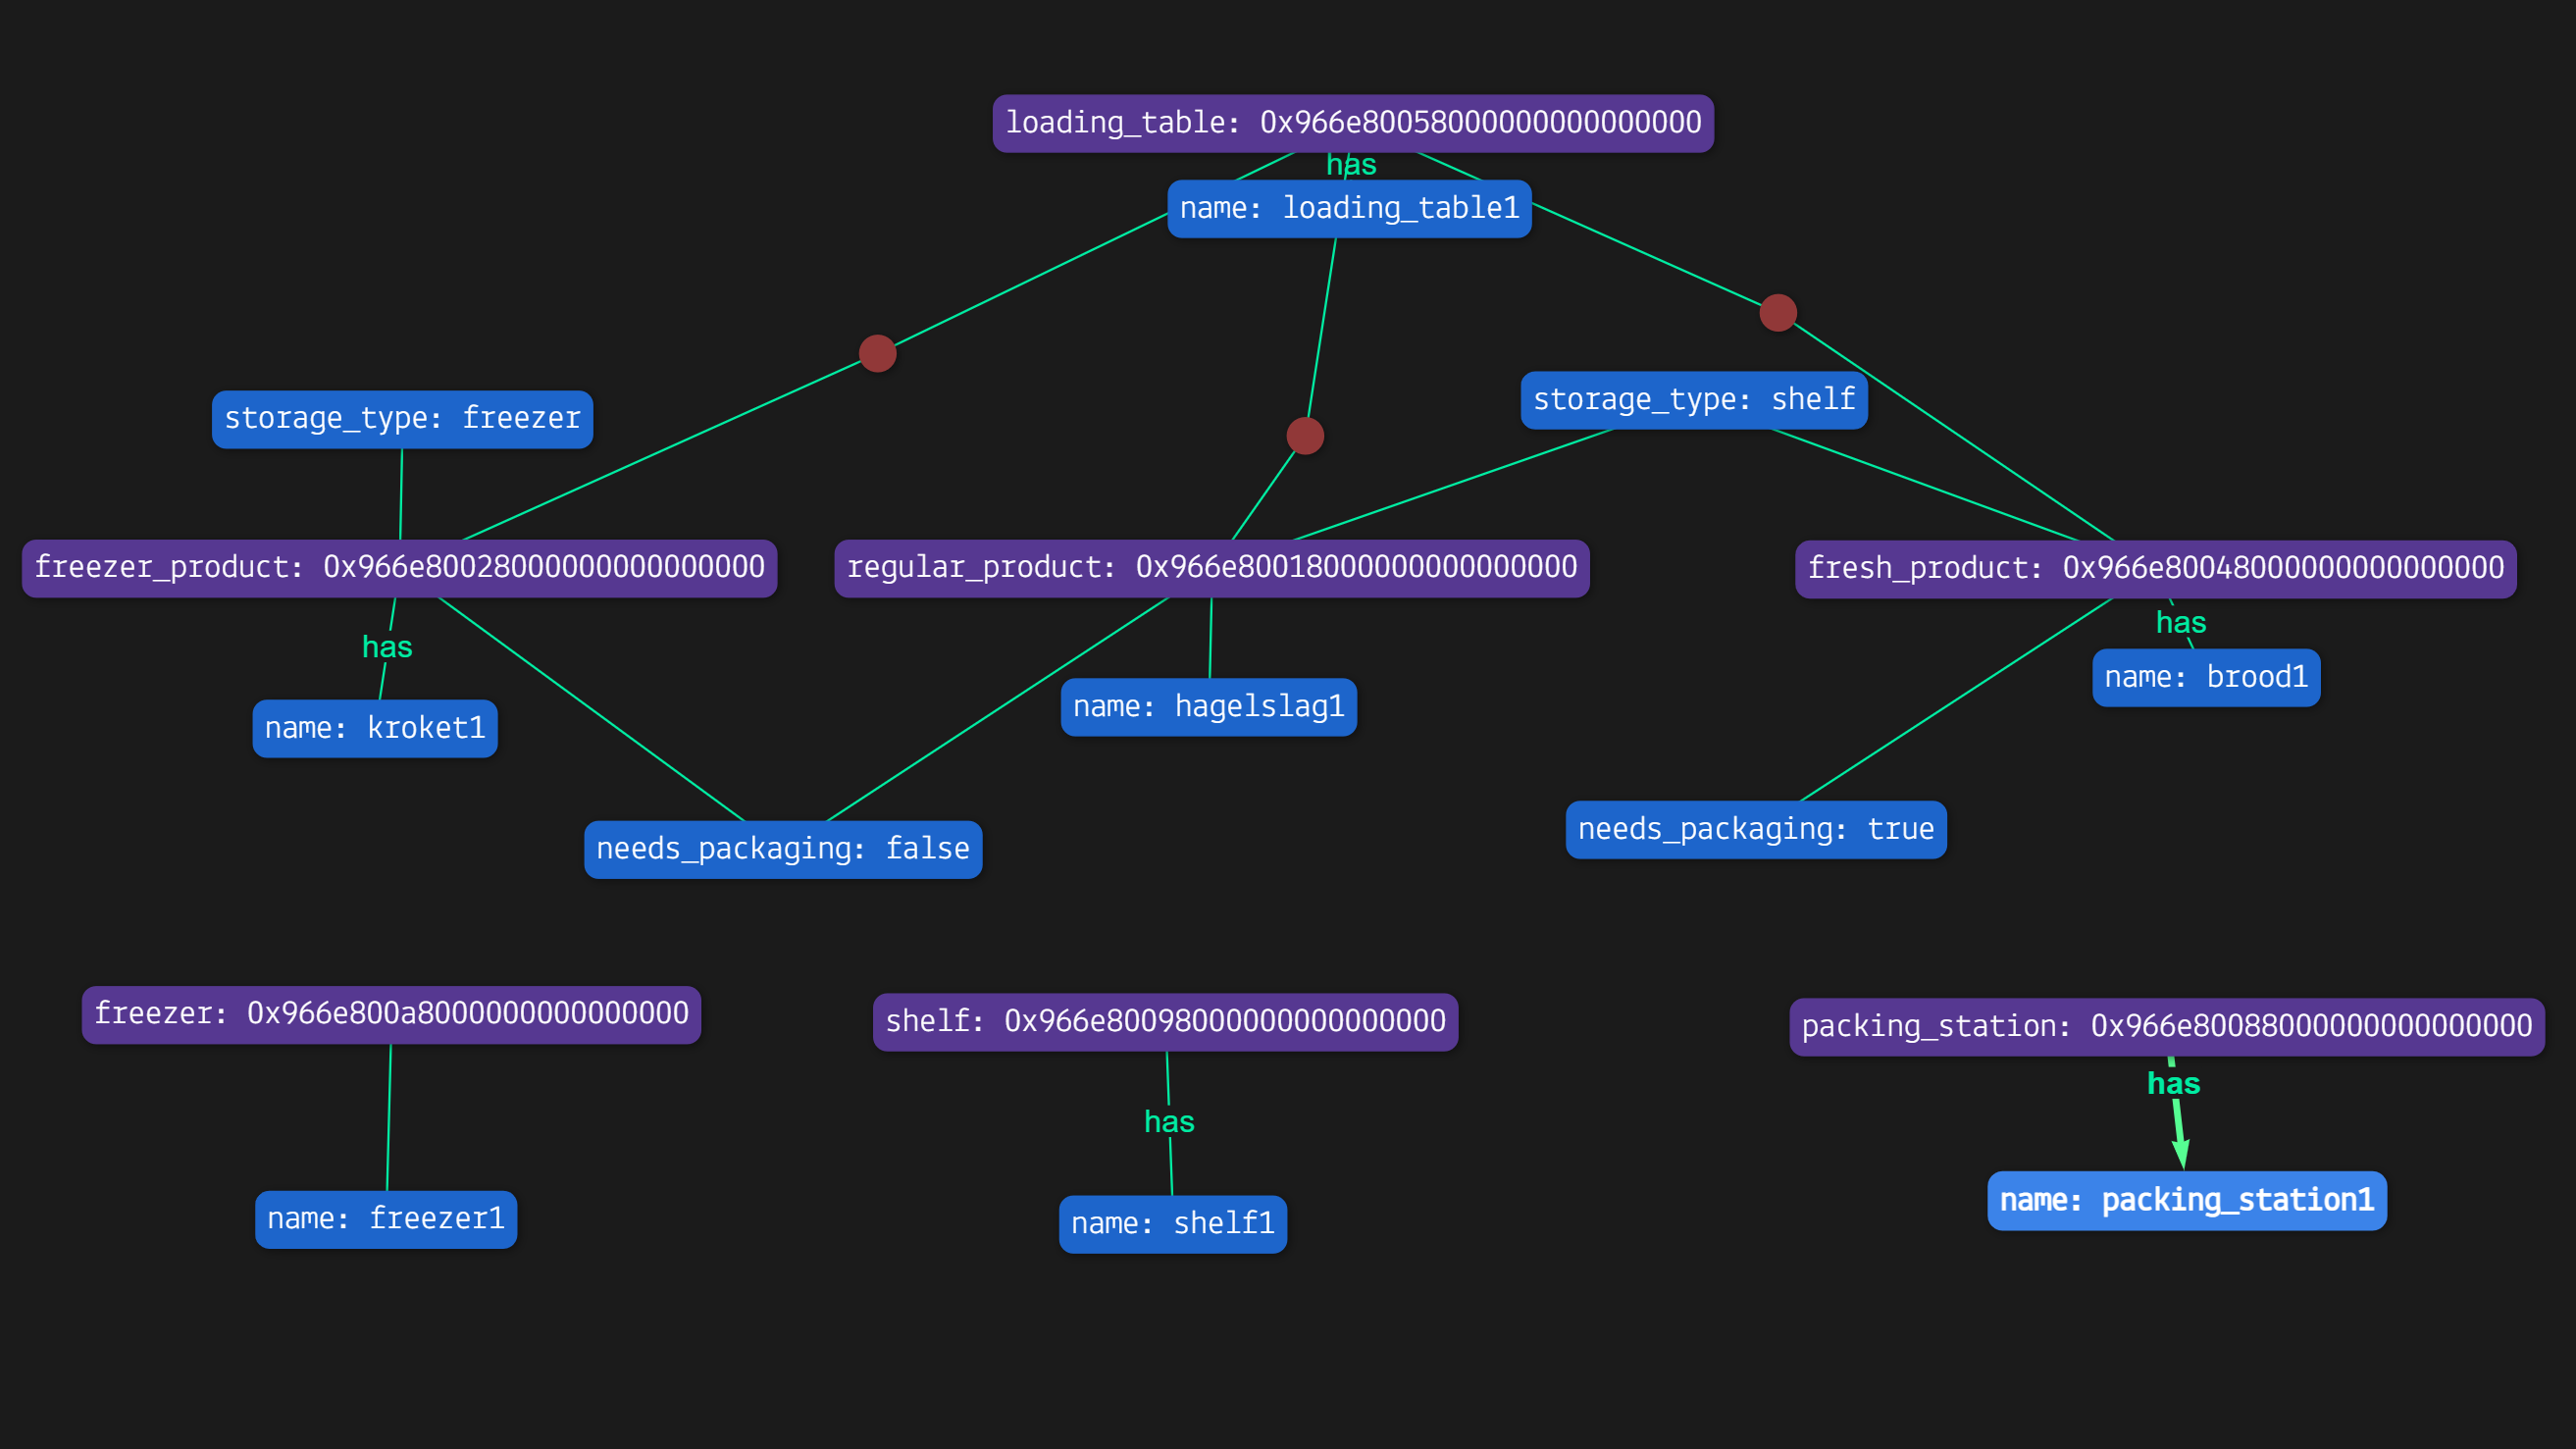 loading_table: 0x966e80058000000000000000
has
name: loading_table1
storage_type: freezer
storage_type: shelf
freezer_product: 0x966e80028000000000000000
regular_product: 0x966e80018000000000000000
fresh_product: 0x966e80048000000000000000
has
has
name: kroket1
name: hagelslag1
name: brood1
needs_packaging: false
needs_packaging: true
freezer: 0x966e800a8000000000000000
shelf: 0x966e80098000000000000000
packing_station: 0x966e80088000000000000000
has
has
name: freezer1
name: shelf1
name: packing_station1